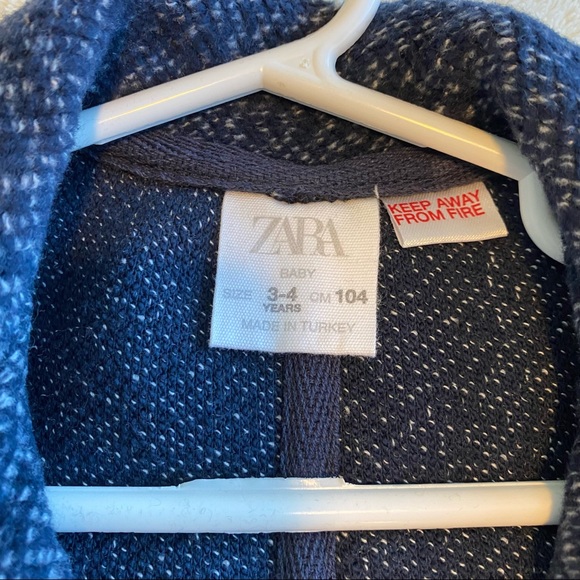 ZARA
BABY
SIZE 3-4 YEARS CM 104
MADE IN TURKEY
KEEP AWAY
FROM FIRE